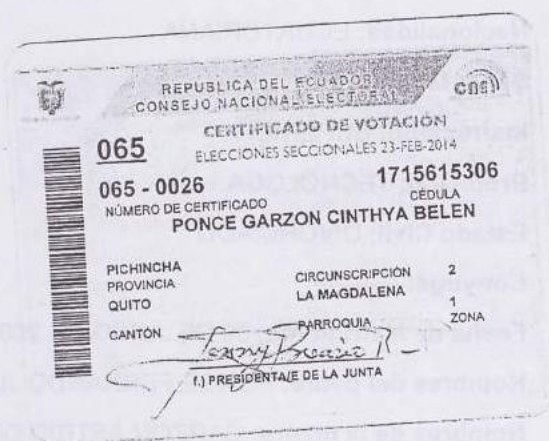 REPUBLICA DEL ECUADOR
CONSEJO NACIONAL ELECTORAL
cne
CERTIFICADO DE VOTACIÓN
ELECCIONES SECCIONALES 23-FEB-2014
065
065 - 0026 1715615306
NÚMERO DE CERTIFICADO CÉDULA
PONCE GARZON CINTHYA BELEN
PICHINCHA CIRCUNSCRIPCIÓN 2
PROVINCIA LA MAGDALENA
QUITO 1
CANTÓN PARROQUIA ZONA
f.) PRESIDENTA/E DE LA JUNTA